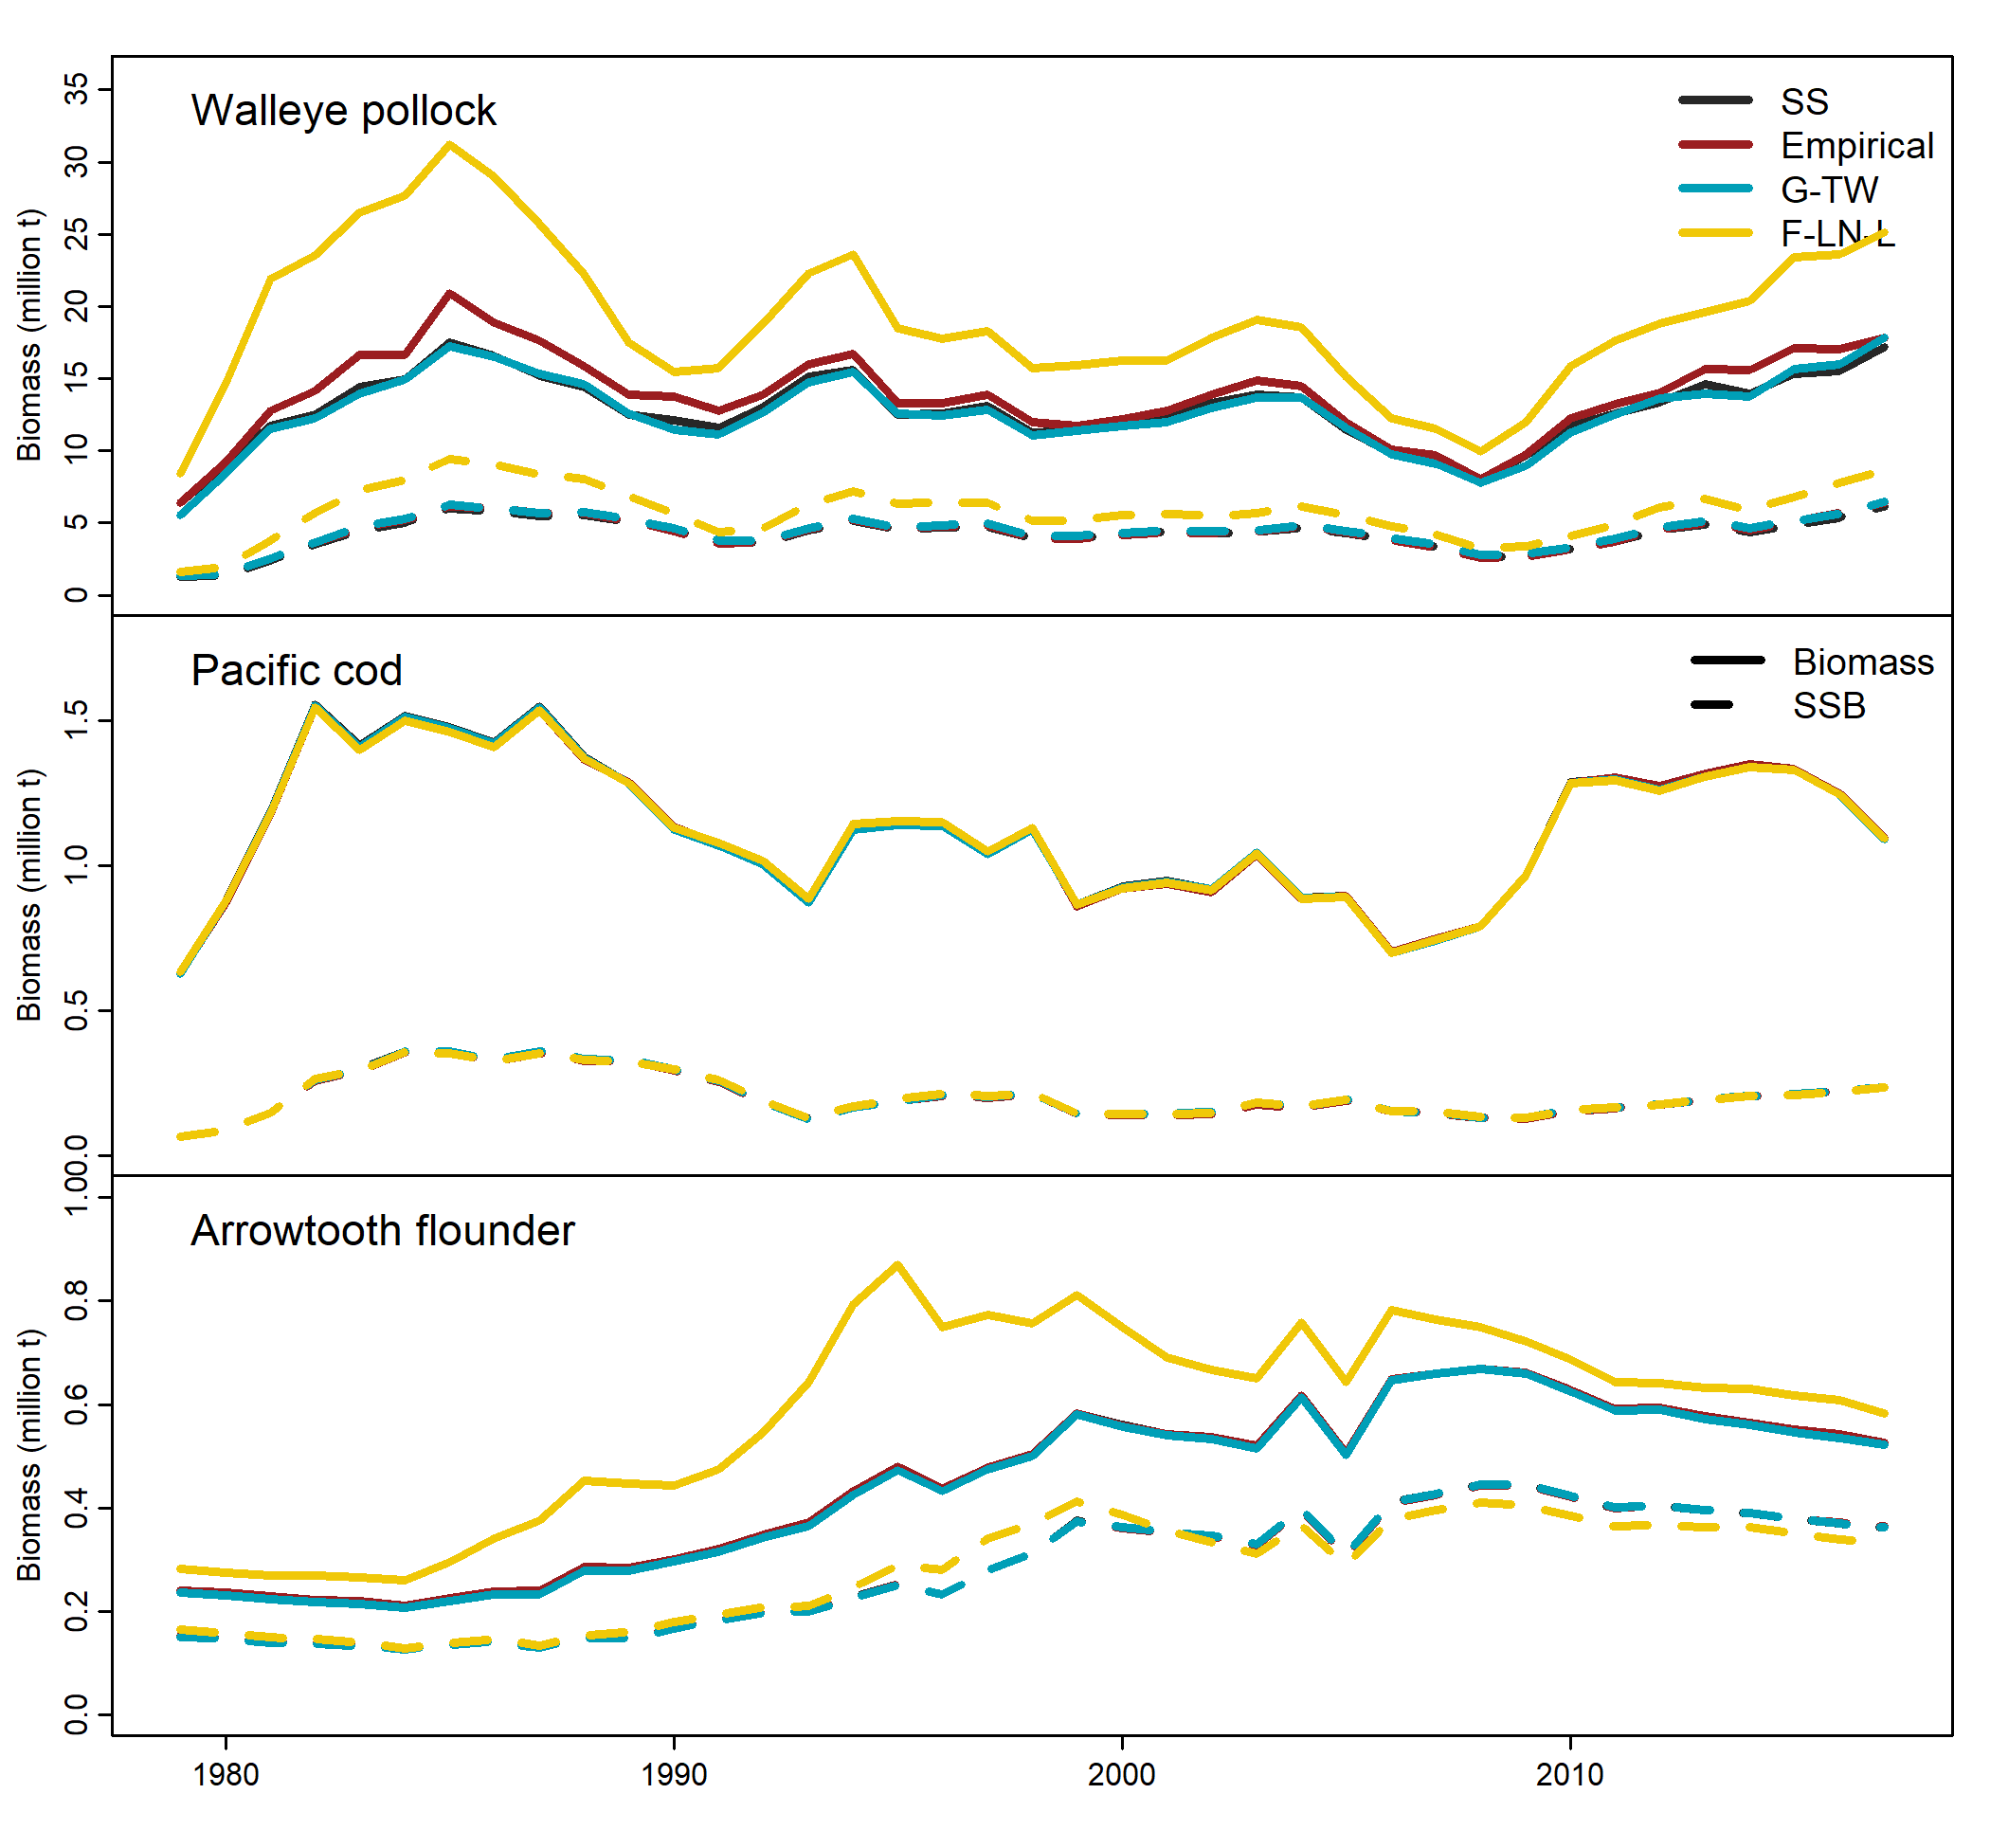 Walleye pollock
SS
Empirical
G-TW
F-LN-L
Biomass (million t)
35
30
25
20
15
10
5
0
Pacific cod
Biomass
SSB
Biomass (million t)
1.5
1.0
0.5
0.0
Arrowtooth flounder
Biomass (million t)
1.0
0.8
0.6
0.4
0.2
0.0
1980 1990 2000 2010